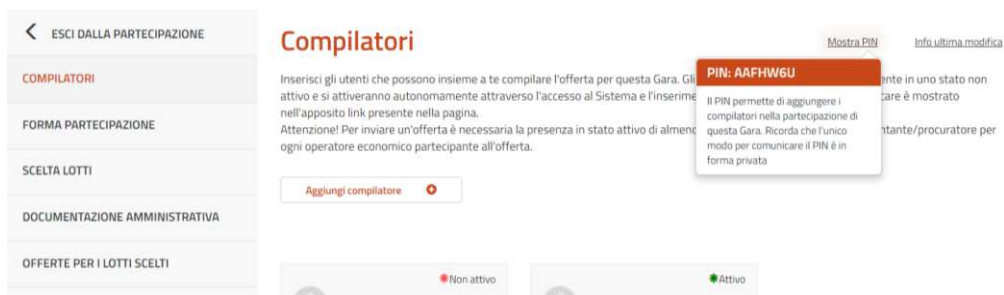 ESCI DALLA PARTECIPAZIONE
COMPILATORI
FORMA PARTECIPAZIONE
SCELTA LOTTI
DOCUMENTAZIONE AMMINISTRATIVA
OFFERTE PER I LOTTI SCELTI
Compilatori
Mostra PIN
Info ultima modifica
Inserisci gli utenti che possono insieme a te compilare l'offerta per questa Gara. Gli
ente in uno stato non
attivo e si attiveranno autonomamente attraverso l'accesso al Sistema e l'inserime
care è mostrato
nell'apposito link presente nella pagina.
Attenzione! Per inviare un'offerta è necessaria la presenza in stato attivo di almeno
ntante/procuratore per
ogni operatore economico partecipante all'offerta.
PIN: AAFHW6U
Il PIN permette di aggiungere i
compilatori nella partecipazione di
questa Gara. Ricorda che l'unico
modo per comunicare il PIN è in
forma privata
Aggiungi compilatore
Non attivo
Attivo